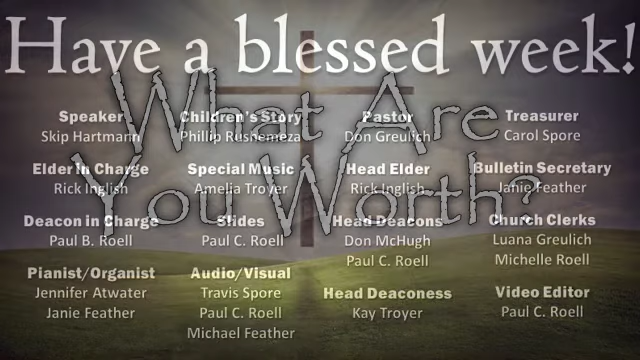 Have a blessed week!
What Are
You Worth?
Speaker
Skip Hartmann
Children's Story
Phillip Rusnemeza
Pastor
Don Greulich
Treasurer
Carol Spore
Elder in Charge
Rick Inglish
Special Music
Amelia Troyer
Head Elder
Rick Inglish
Bulletin Secretary
Janie Feather
Deacon in Charge
Paul B. Roell
Slides
Paul C. Roell
Head Deacons
Don McHugh
Paul C. Roell
Church Clerks
Luana Greulich
Michelle Roell
Pianist/Organist
Jennifer Atwater
Janie Feather
Audio/Visual
Travis Spore
Paul C. Roell
Michael Feather
Head Deaconess
Kay Troyer
Video Editor
Paul C. Roell